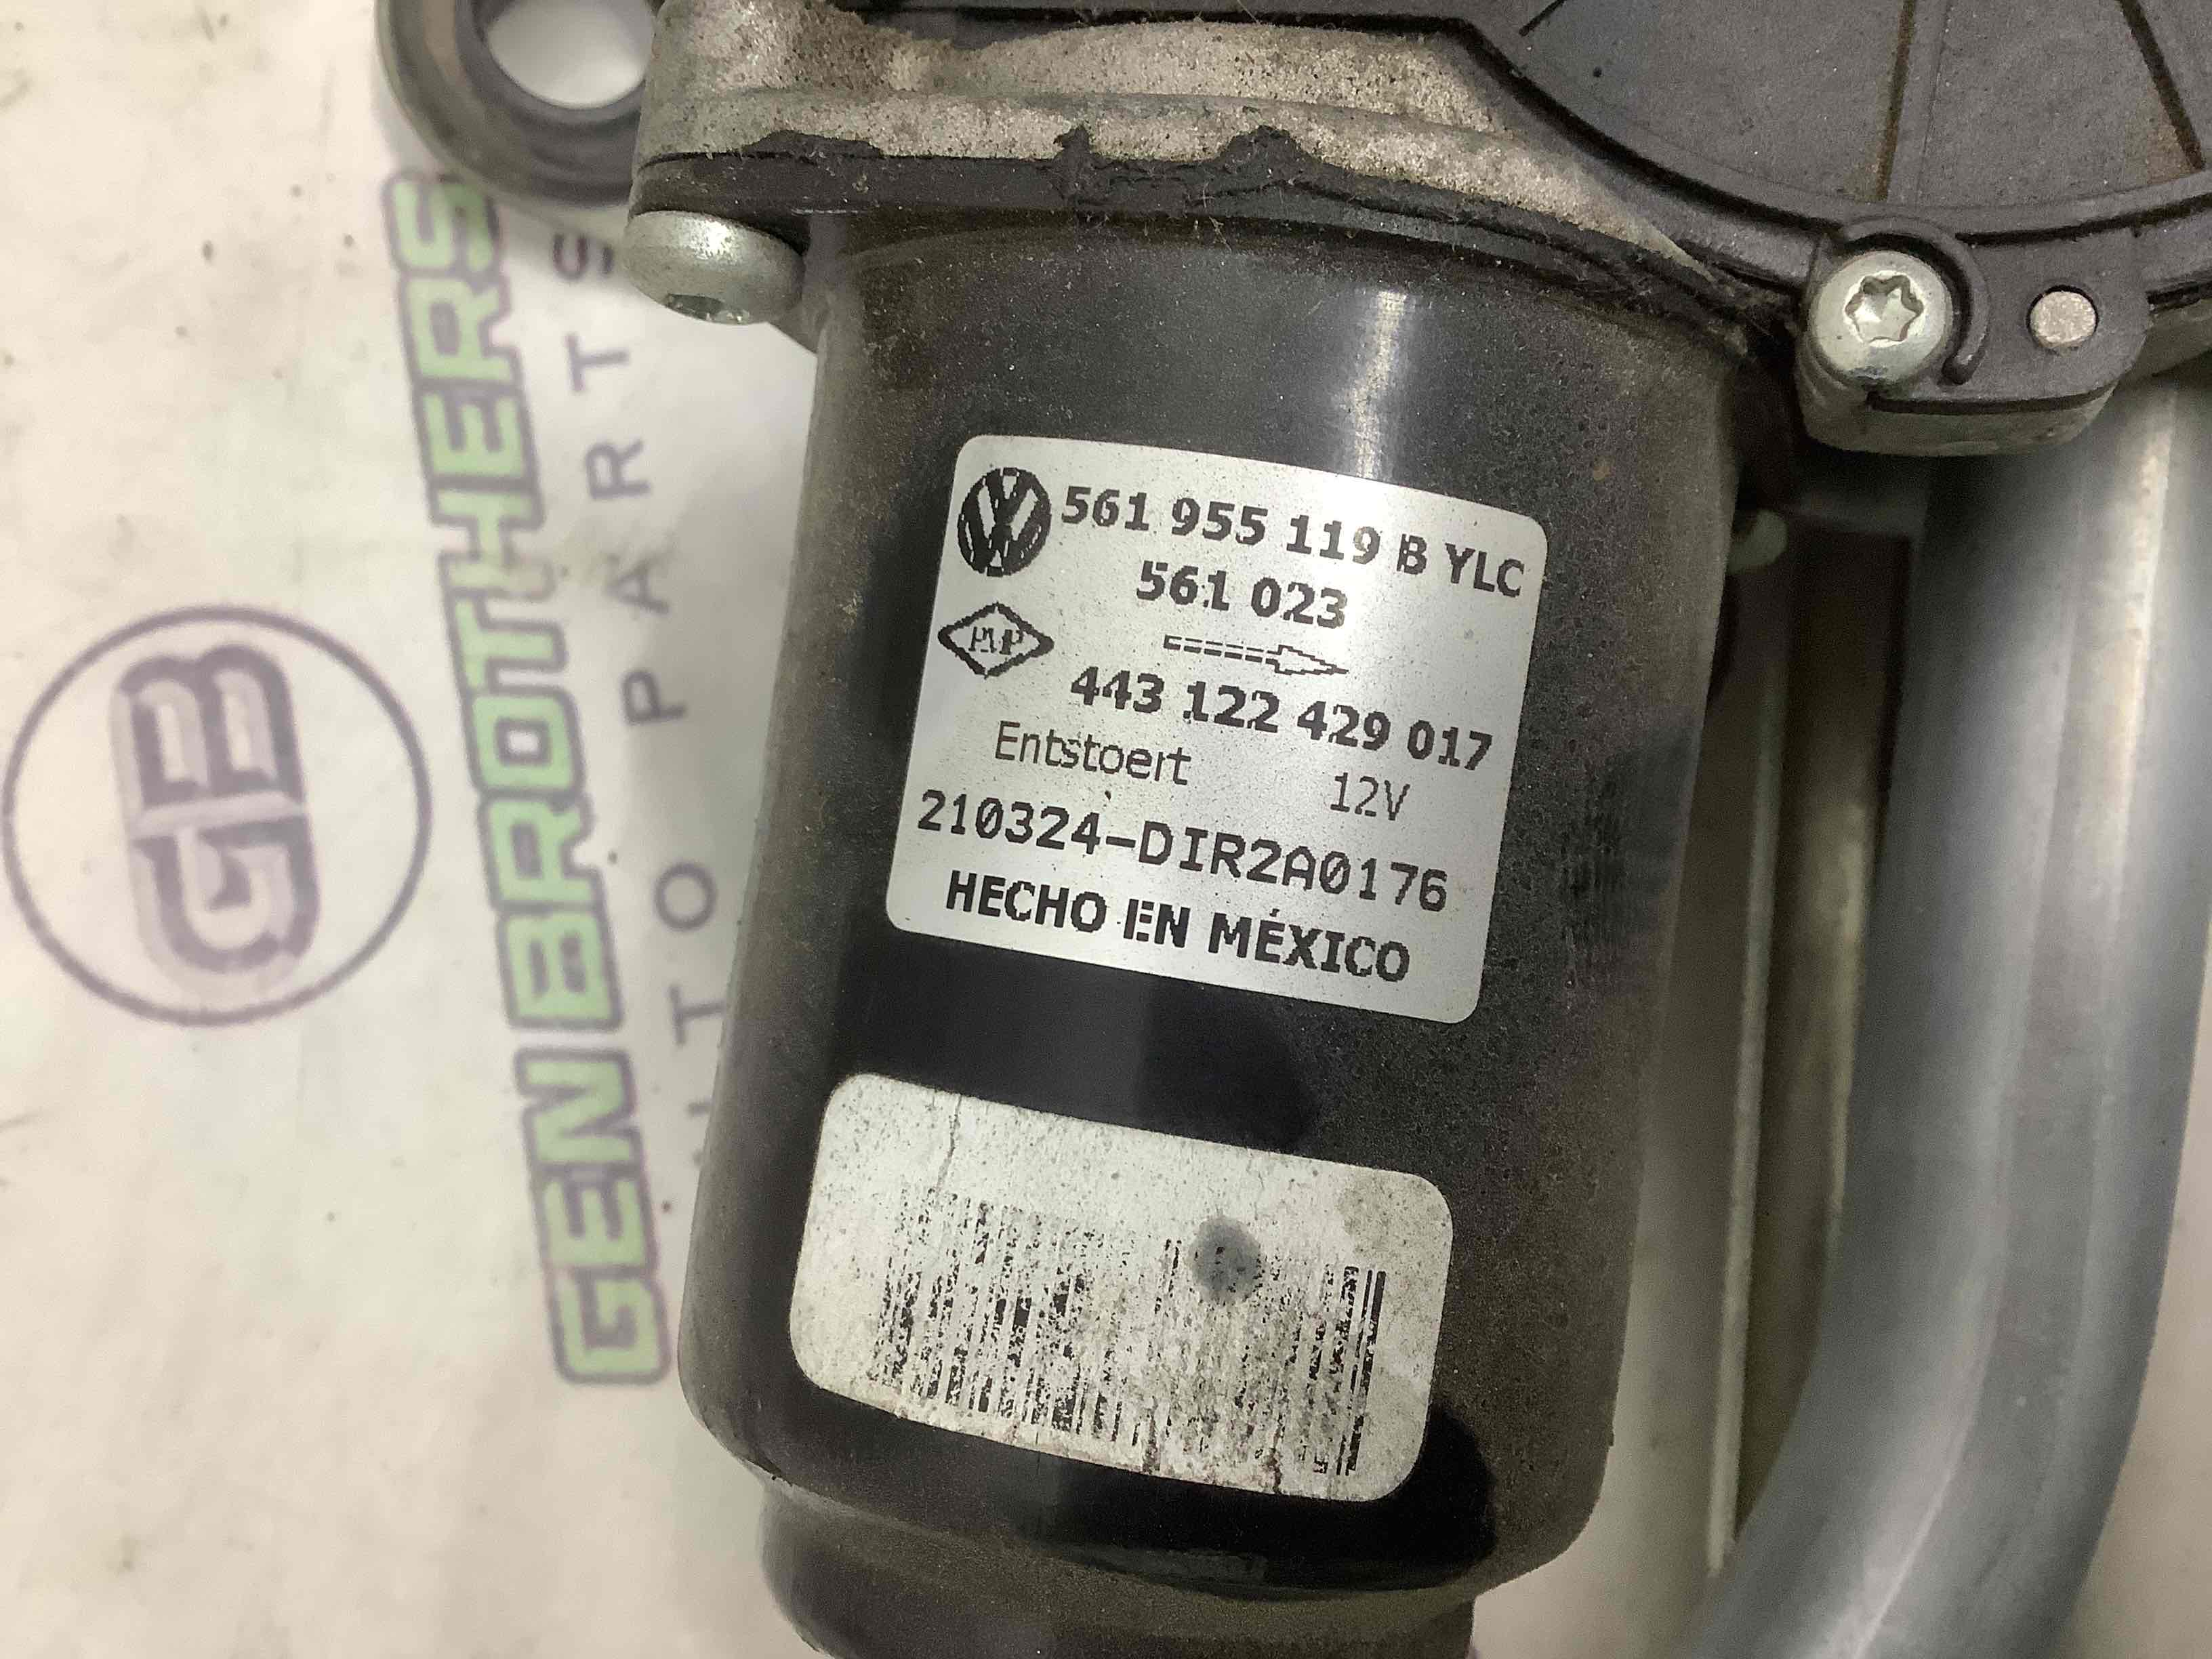 561 955 119 B YLC
561 023
PMP
443 122 429 017
Entstoert 12V
210324-DIR2A0176
HECHO EN MÉXICO
GB
GEN BROTHERS
AUTO PARTS